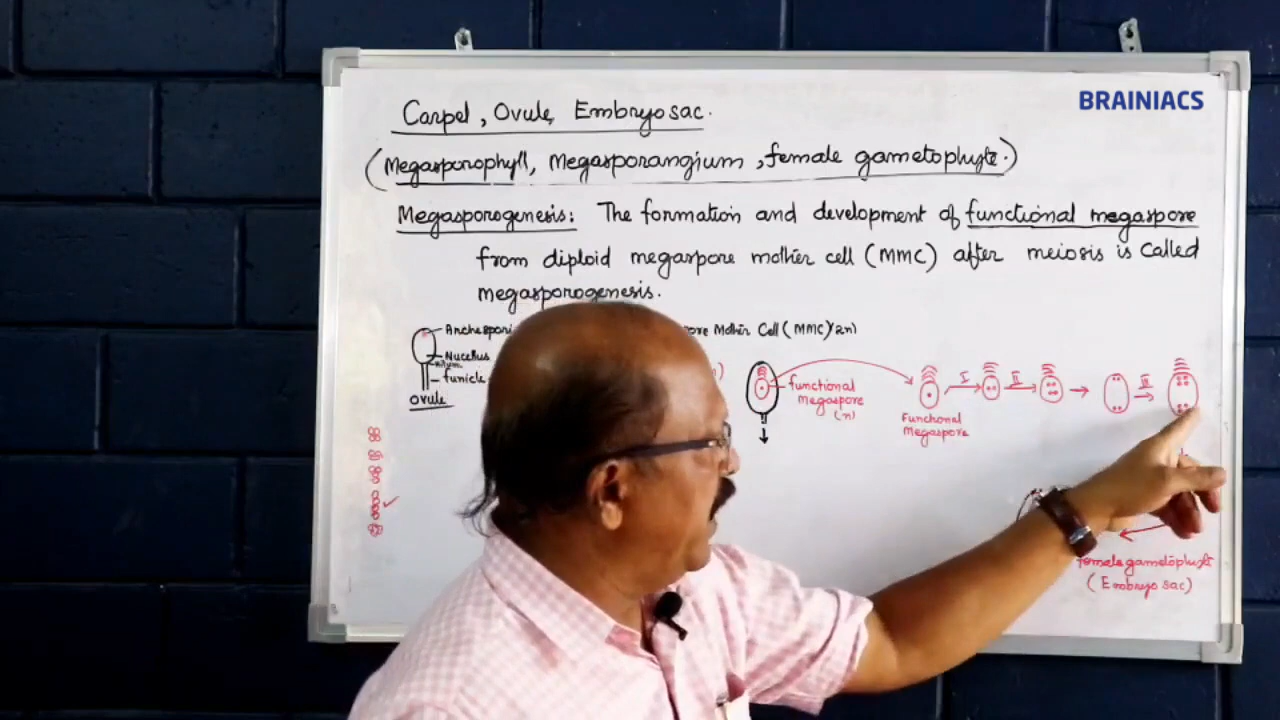 BRAINIACS
Carpel, Ovule, Embryosac.
(Megasporophyll, Megasporangium, female gametophyte.)
Megasporogenesis: The formation and development of functional megaspore
from diploid megaspore mother cell (MMC) after meiosis is called
megasporogenesis.
Mother Cell (MMC)(2n)
Nucellus
funicle
Ovule
functional
megaspore
(n)
I II III
Functional
Megaspore
female gametophyte
(Embryo sac)